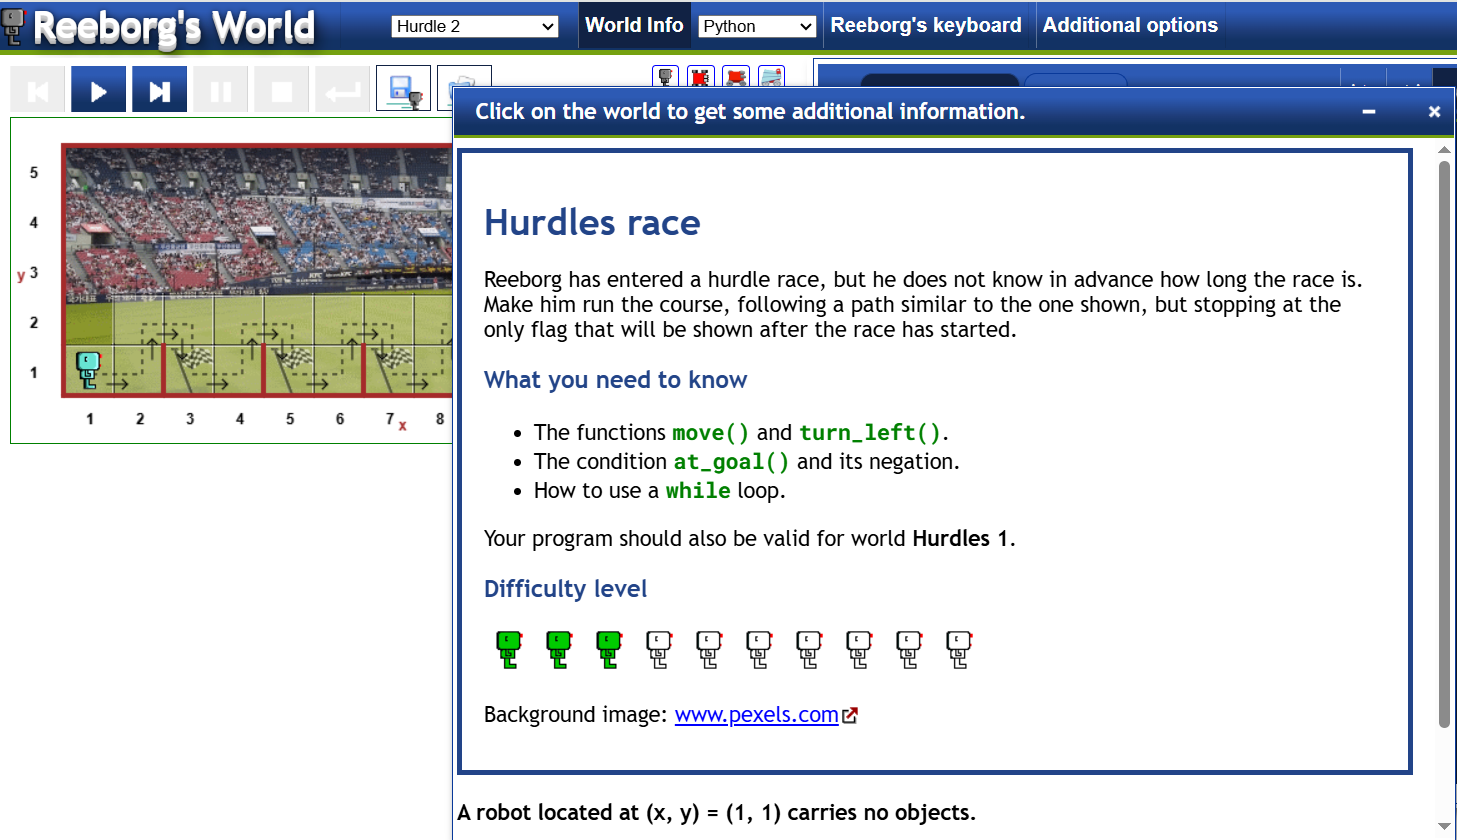 Reeborg's World
Hurdle 2
World Info
Python
Reeborg's keyboard
Additional options
Click on the world to get some additional information.
5
4
y 3
2
1
1 2 3 4 5 6 7 8
x
Hurdles race
Reeborg has entered a hurdle race, but he does not know in advance how long the race is.
Make him run the course, following a path similar to the one shown, but stopping at the
only flag that will be shown after the race has started.
What you need to know
• The functions move() and turn_left().
• The condition at_goal() and its negation.
• How to use a while loop.
Your program should also be valid for world Hurdles 1.
Difficulty level
Background image: www.pexels.com
A robot located at (x, y) = (1, 1) carries no objects.